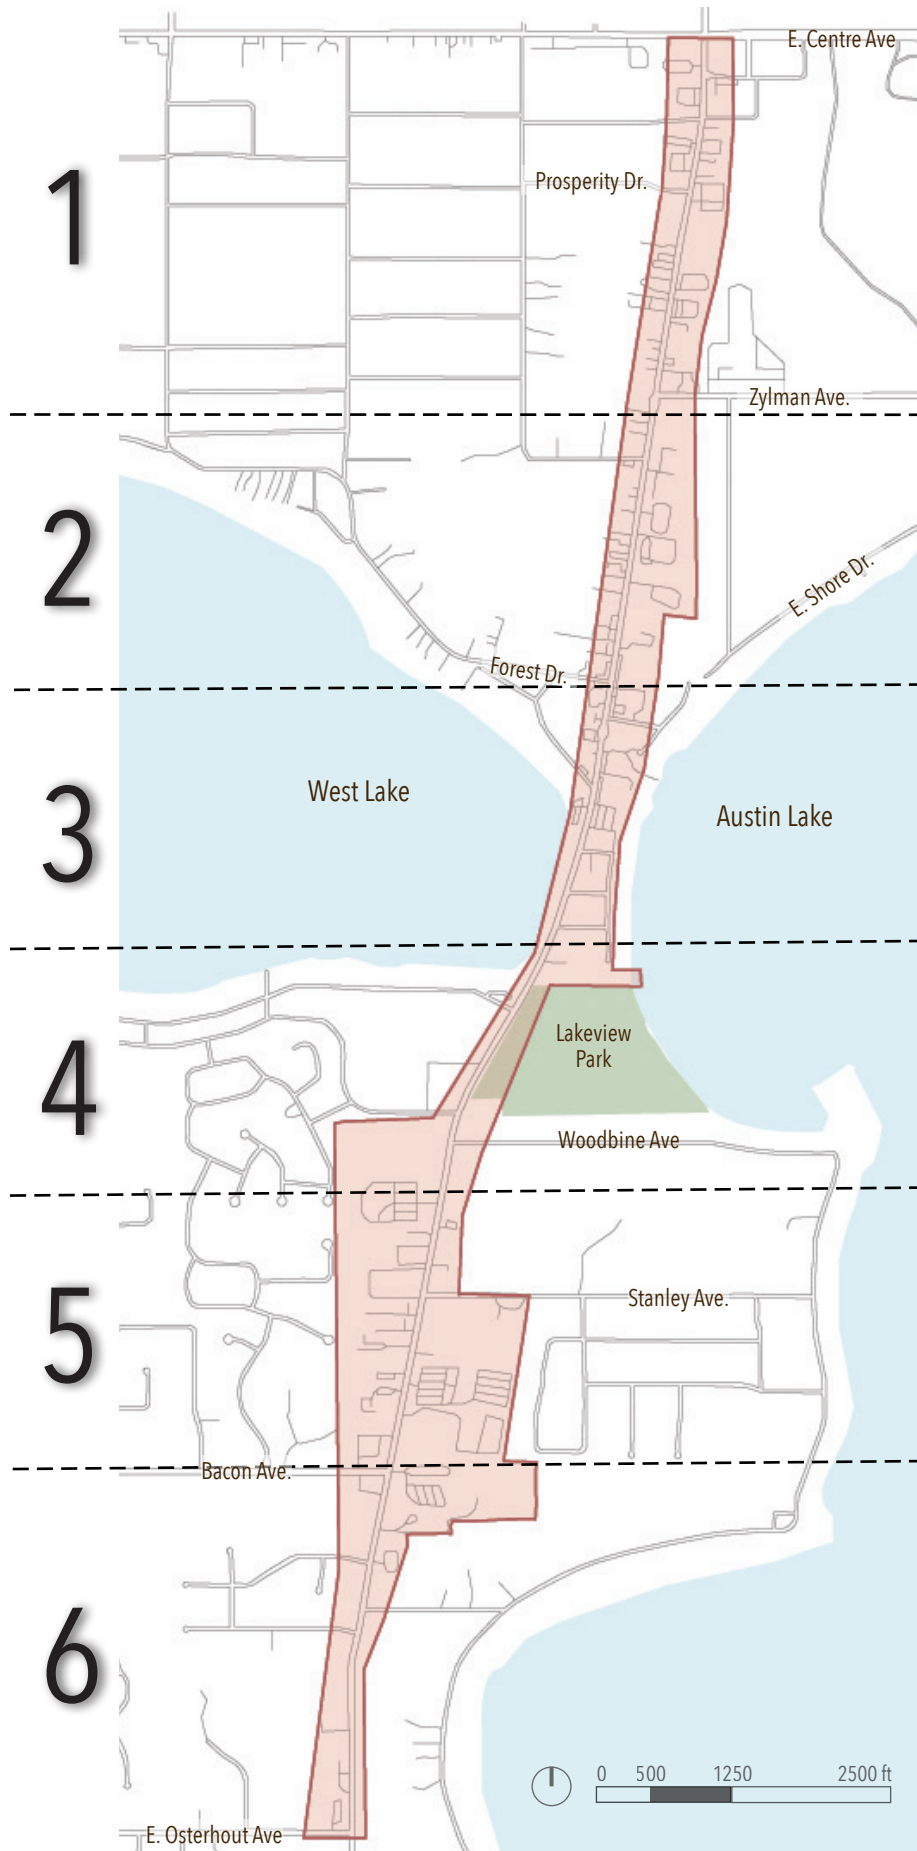 E. Centre Ave
1
Prosperity Dr.
Zylman Ave.
2
E. Shore Dr.
Forest Dr.
3
West Lake
Austin Lake
4
Lakeview
Park
Woodbine Ave
5
Stanley Ave.
Bacon Ave.
6
0 500 1250 2500 ft
E. Osterhout Ave